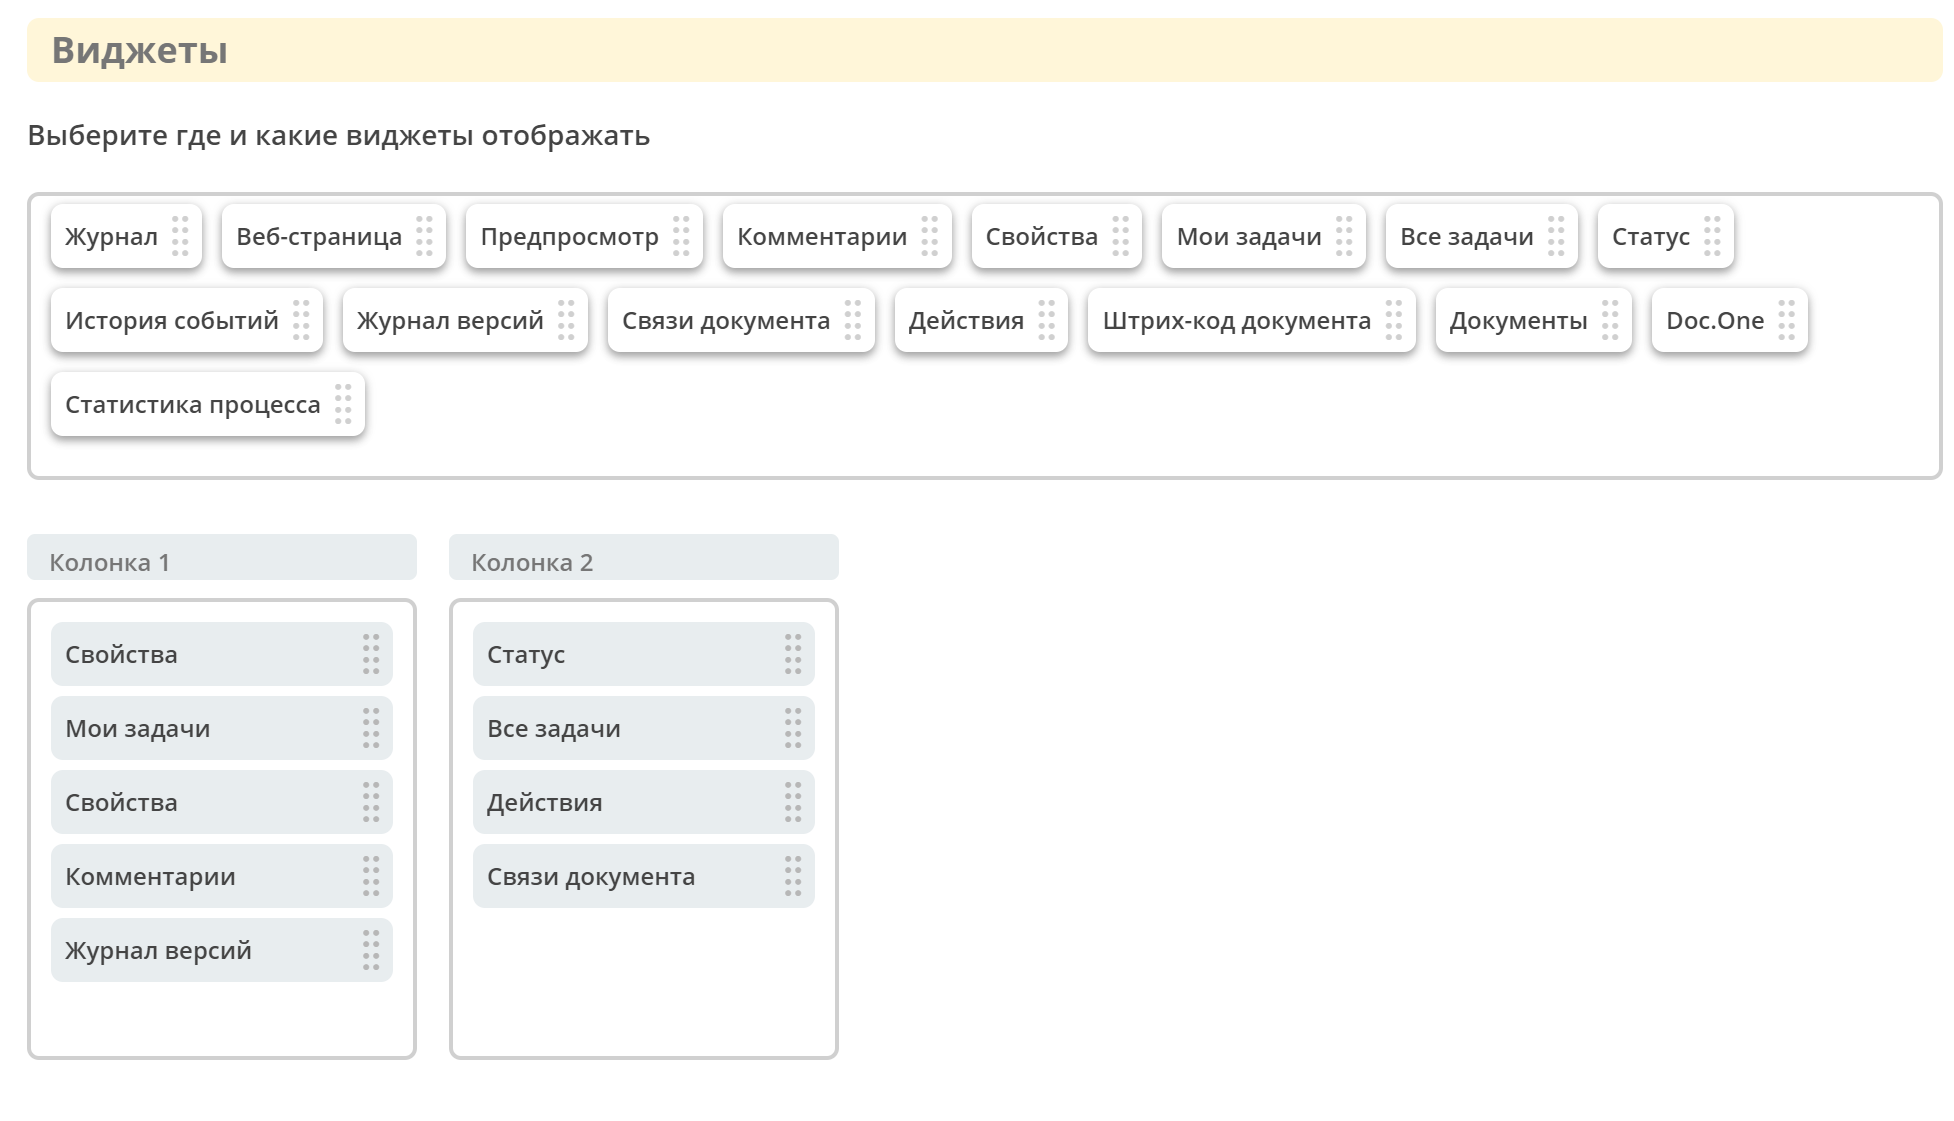 Виджеты
Выберите где и какие виджеты отображать
Журнал Веб-страница Предпросмотр Комментарии Свойства Мои задачи Все задачи Статус
История событий Журнал версий Связи документа Действия Штрих-код документа Документы Doc.One
Статистика процесса
Колонка 1
Свойства
Мои задачи
Свойства
Комментарии
Журнал версий
Колонка 2
Статус
Все задачи
Действия
Связи документа